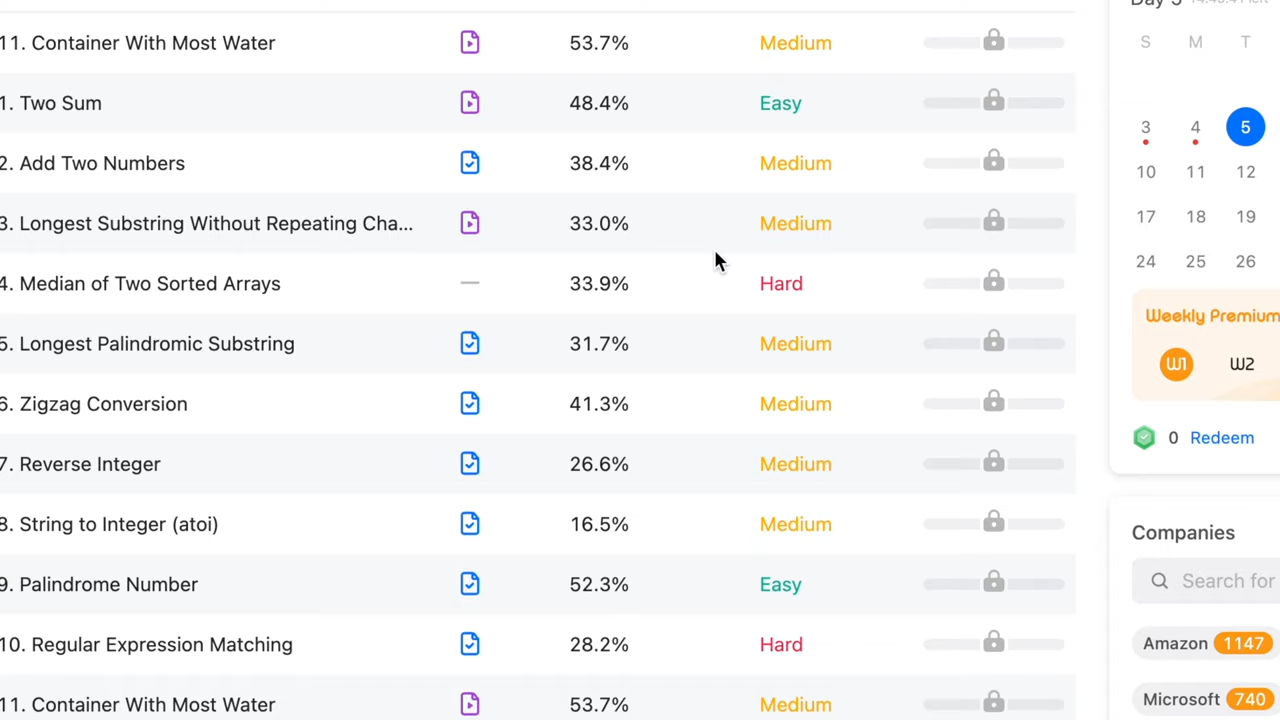 11. Container With Most Water 53.7% Medium
1. Two Sum 48.4% Easy
2. Add Two Numbers 38.4% Medium
3. Longest Substring Without Repeating Cha... 33.0% Medium
4. Median of Two Sorted Arrays 33.9% Hard
5. Longest Palindromic Substring 31.7% Medium
6. Zigzag Conversion 41.3% Medium
7. Reverse Integer 26.6% Medium
8. String to Integer (atoi) 16.5% Medium
9. Palindrome Number 52.3% Easy
10. Regular Expression Matching 28.2% Hard
11. Container With Most Water 53.7% Medium
Day 5
S M T
3 4 5
10 11 12
17 18 19
24 25 26
Weekly Premium
W1 W2
0 Redeem
Companies
Search for
Amazon 1147
Microsoft 740